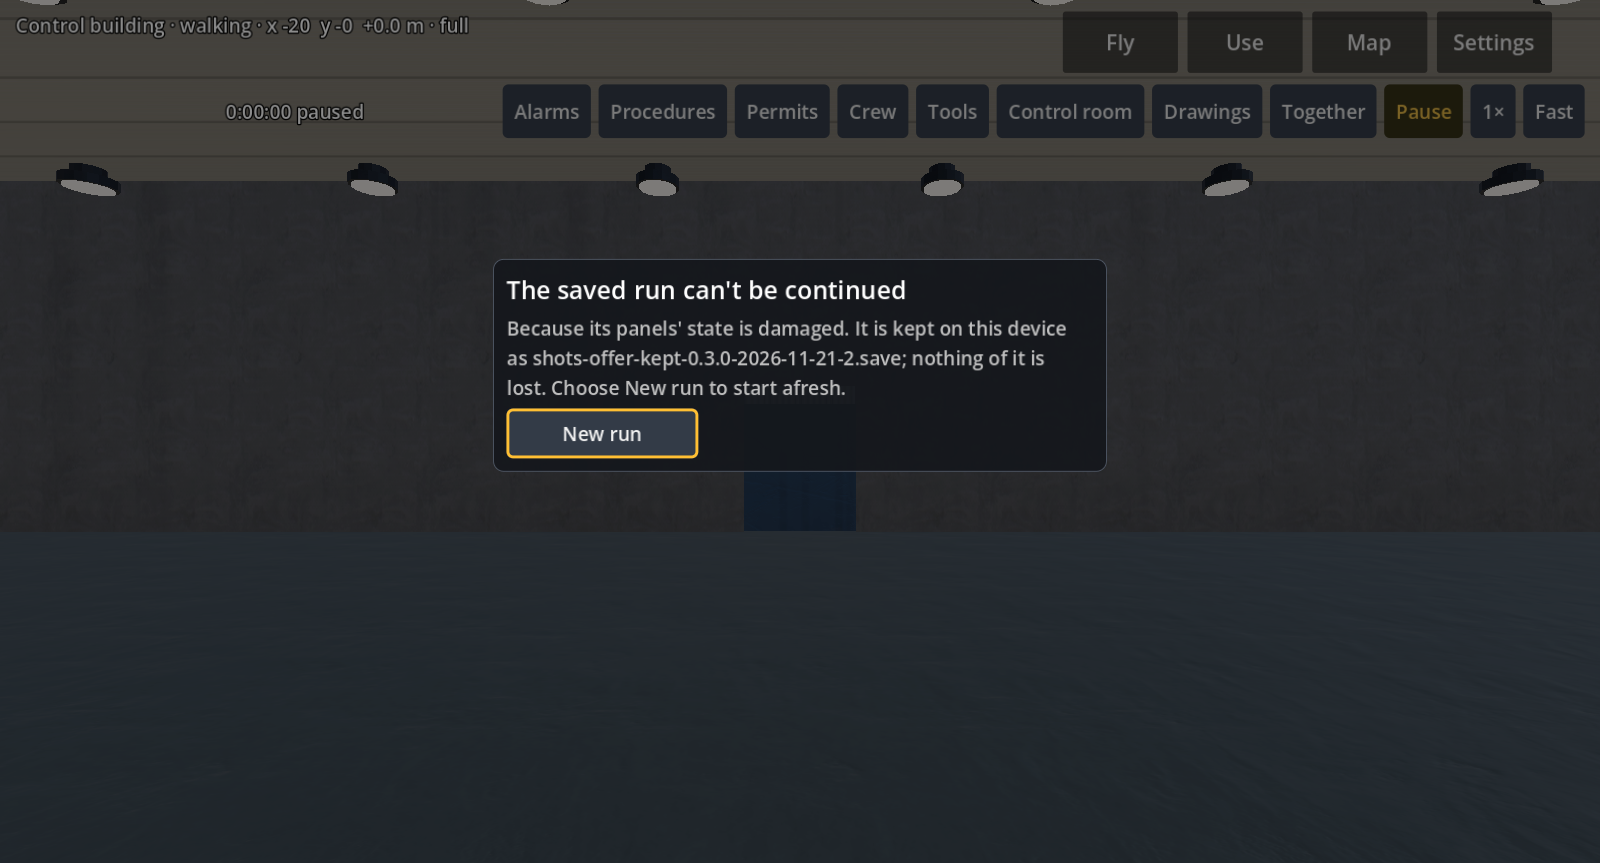 Control building · walking · x -20 y -0 +0.0 m · full
Fly
Use
Map
Settings
0:00:00 paused
Alarms
Procedures
Permits
Crew
Tools
Control room
Drawings
Together
Pause
1×
Fast
The saved run can't be continued
Because its panels' state is damaged. It is kept on this device
as shots-offer-kept-0.3.0-2026-11-21-2.save; nothing of it is
lost. Choose New run to start afresh.
New run